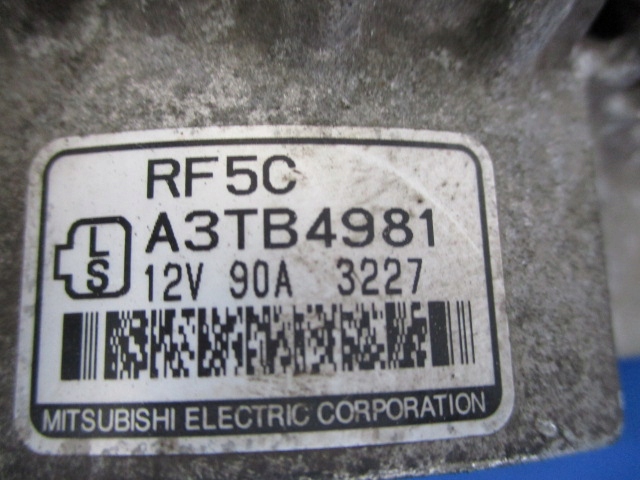 RF5C
L
S
A3TB4981
12V 90A 3227
MITSUBISHI ELECTRIC CORPORATION